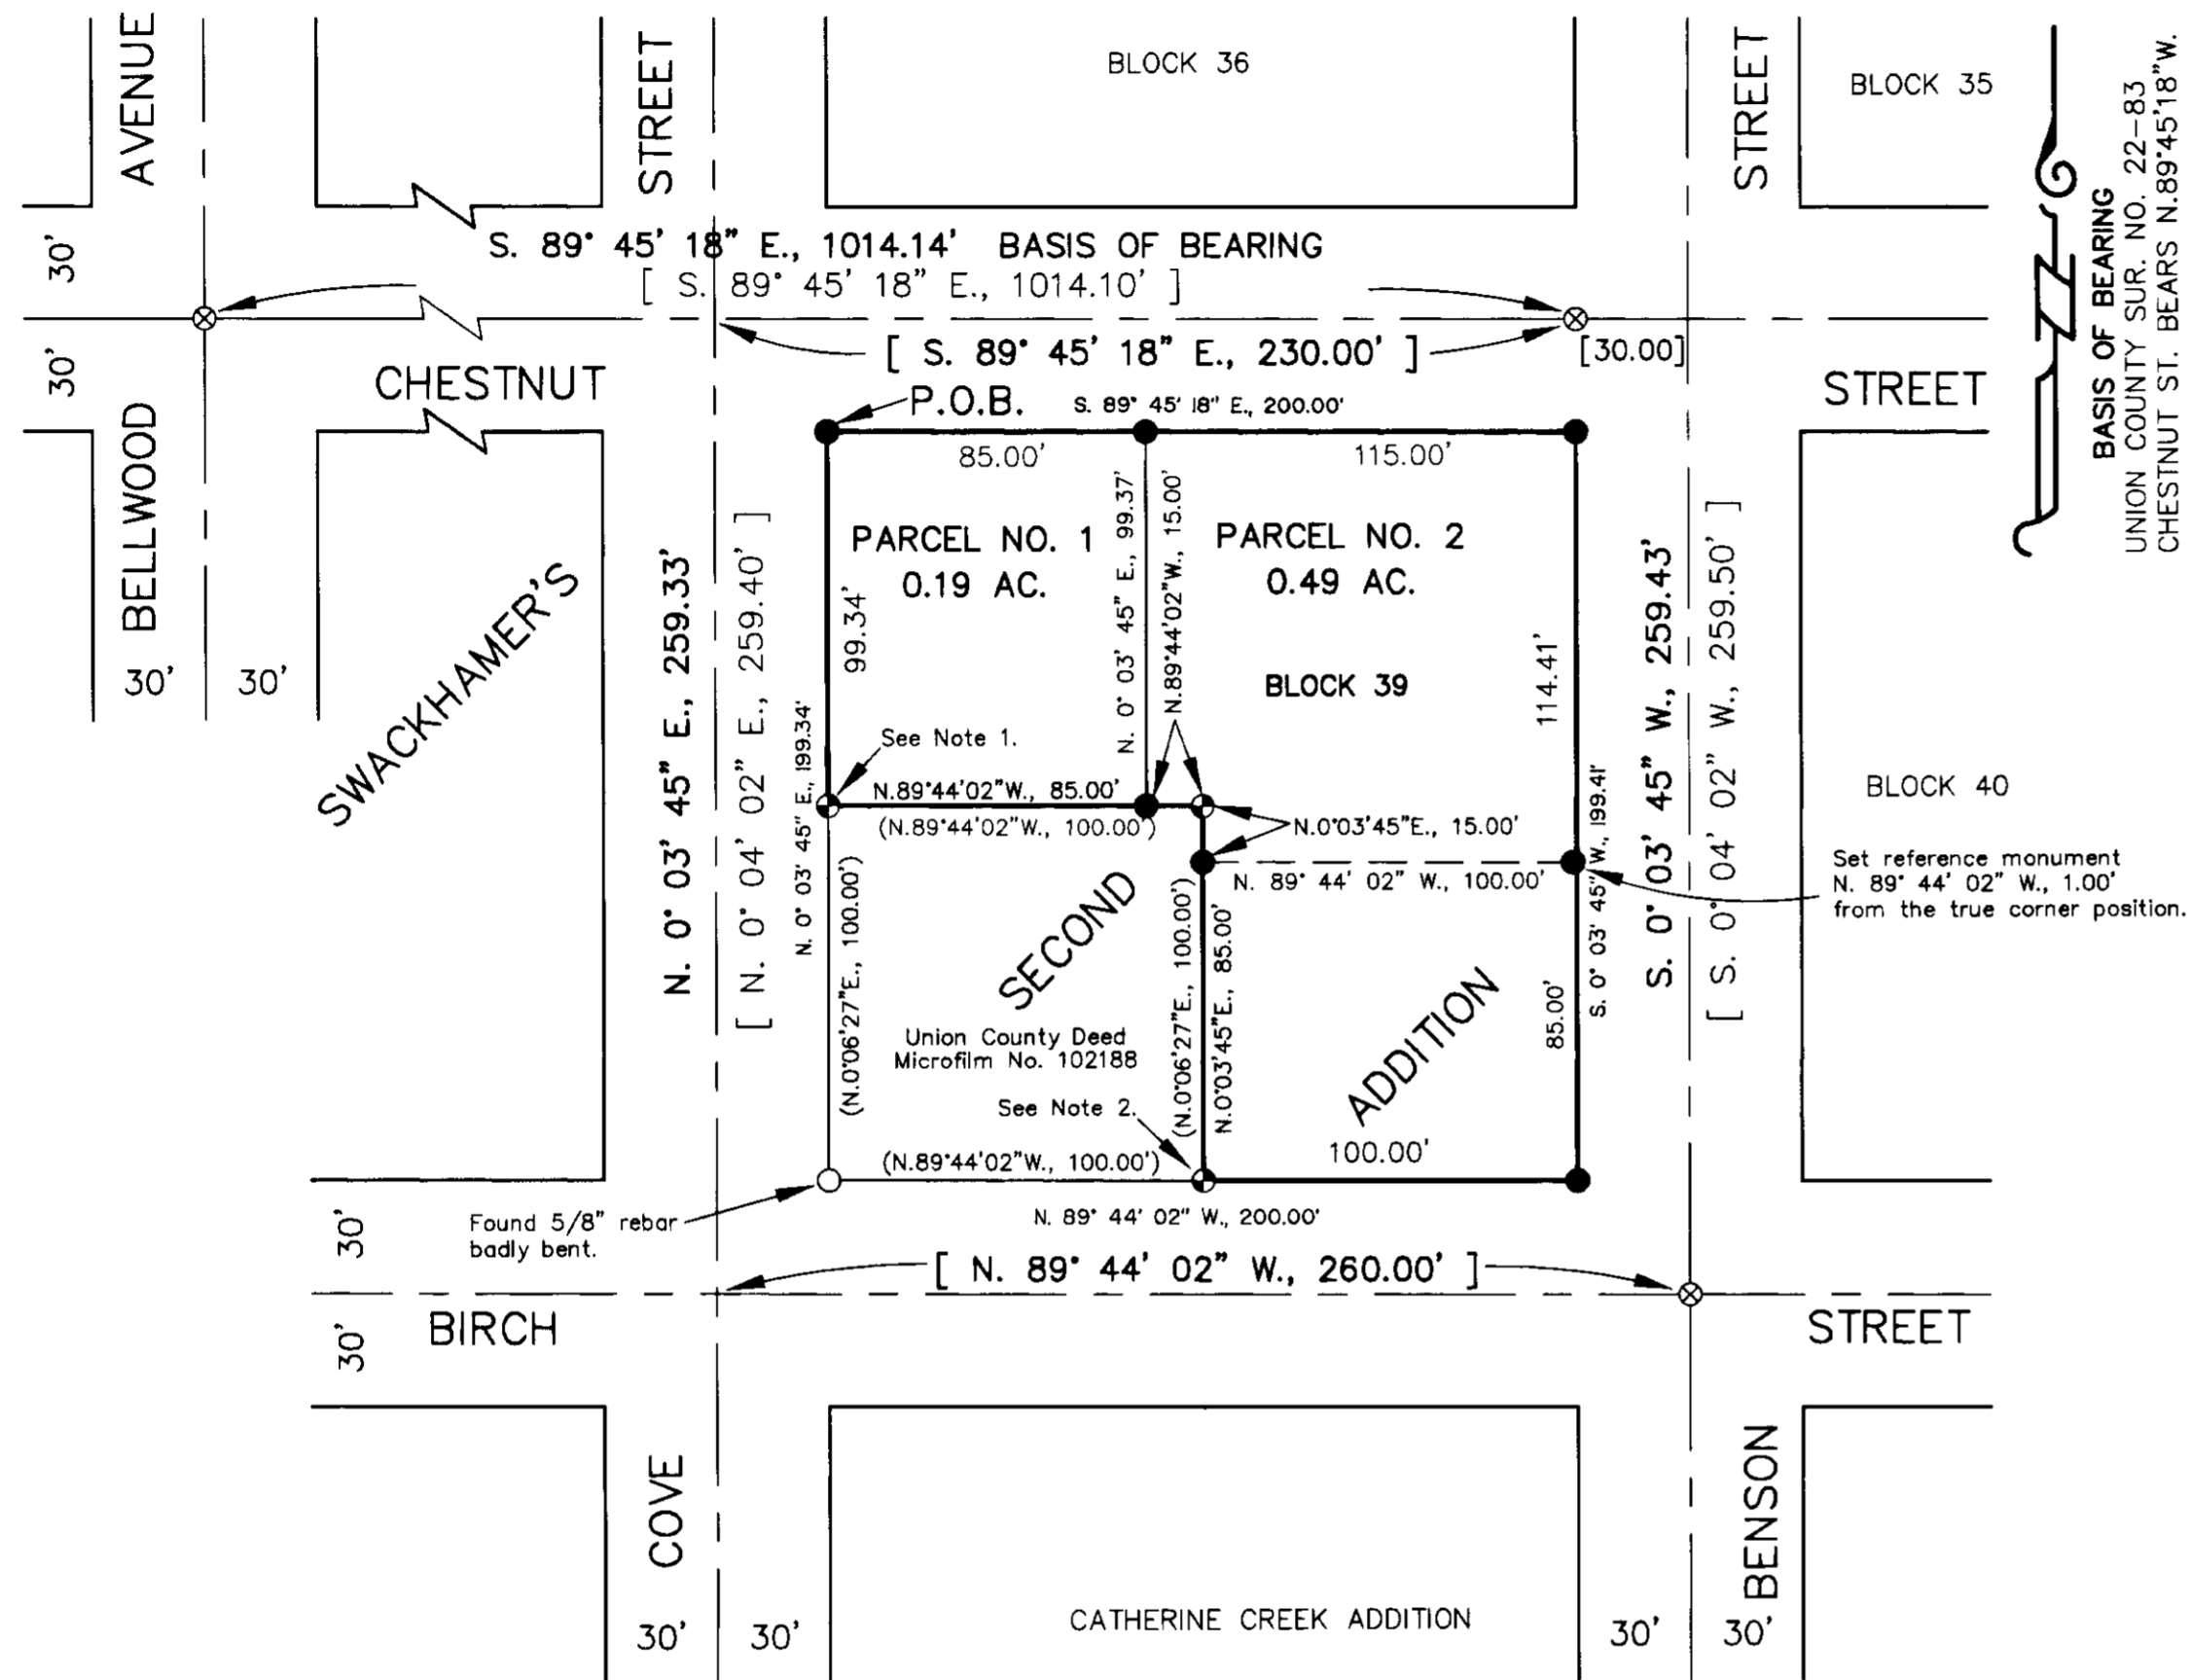 AVENUE
STREET
BLOCK 36
STREET
BLOCK 35
BASIS OF BEARING
UNION COUNTY SUR. NO. 22-83
CHESTNUT ST. BEARS N.89°45'18"W.
N
30'
S. 89° 45' 18" E., 1014.14' BASIS OF BEARING
[ S. 89° 45' 18" E., 1014.10' ]
30'
[ S. 89° 45' 18" E., 230.00' ]
[30.00]
CHESTNUT
STREET
P.O.B.
S. 89° 45' 18" E., 200.00'
85.00'
115.00'
BELLWOOD
30'
30'
SWACKHAMER'S
N. 0° 03' 45" E., 259.33'
[ N. 0° 04' 02" E., 259.40' ]
N. 0° 03' 45" E., 199.34'
99.34'
PARCEL NO. 1
0.19 AC.
N. 0° 03' 45" E., 99.37'
N.89°44'02"W., 15.00'
PARCEL NO. 2
0.49 AC.
BLOCK 39
114.41'
S. 0° 03' 45" W., 199.41'
S. 0° 03' 45" W., 259.43'
[ S. 0° 04' 02" W., 259.50' ]
BLOCK 40
See Note 1.
N.89°44'02"W., 85.00'
(N.89°44'02"W., 100.00')
N.0°03'45"E., 15.00'
N. 89° 44' 02" W., 100.00'
Set reference monument
N. 89° 44' 02" W., 1.00'
from the true corner position.
(N.0°06'27"E., 100.00')
SECOND
(N.0°06'27"E., 100.00')
N.0°03'45"E., 85.00'
ADDITION
85.00'
Union County Deed
Microfilm No. 102188
See Note 2.
(N.89°44'02"W., 100.00')
100.00'
Found 5/8" rebar
badly bent.
N. 89° 44' 02" W., 200.00'
30'
[ N. 89° 44' 02" W., 260.00' ]
30'
BIRCH
STREET
COVE
BENSON
30'
30'
CATHERINE CREEK ADDITION
30'
30'